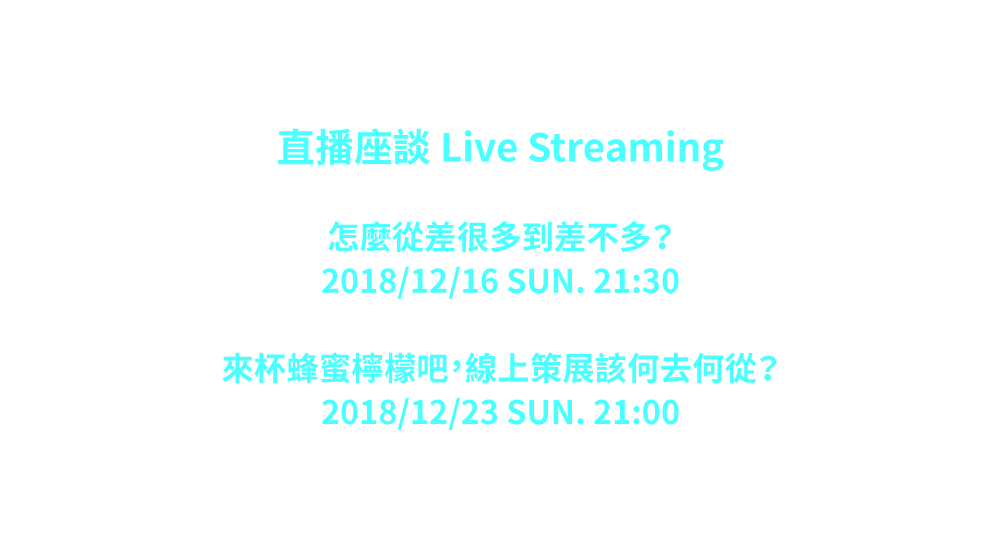 直播座談 Live Streaming
怎麼從差很多到差不多？
2018/12/16 SUN. 21:30
來杯蜂蜜檸檬吧，線上策展該何去何從？
2018/12/23 SUN. 21:00